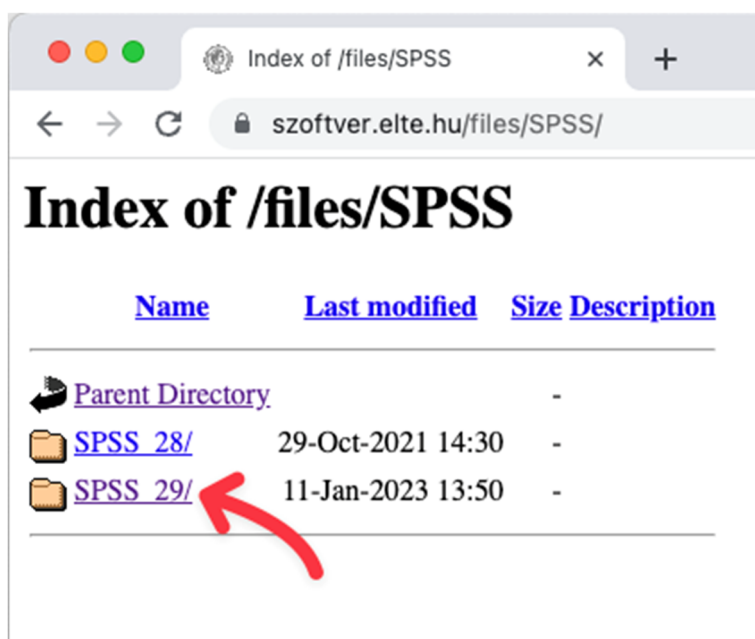 Index of /files/SPSS
szoftver.elte.hu/files/SPSS/
Index of /files/SPSS
Name Last modified Size Description
Parent Directory -
SPSS_28/ 29-Oct-2021 14:30 -
SPSS_29/ 11-Jan-2023 13:50 -